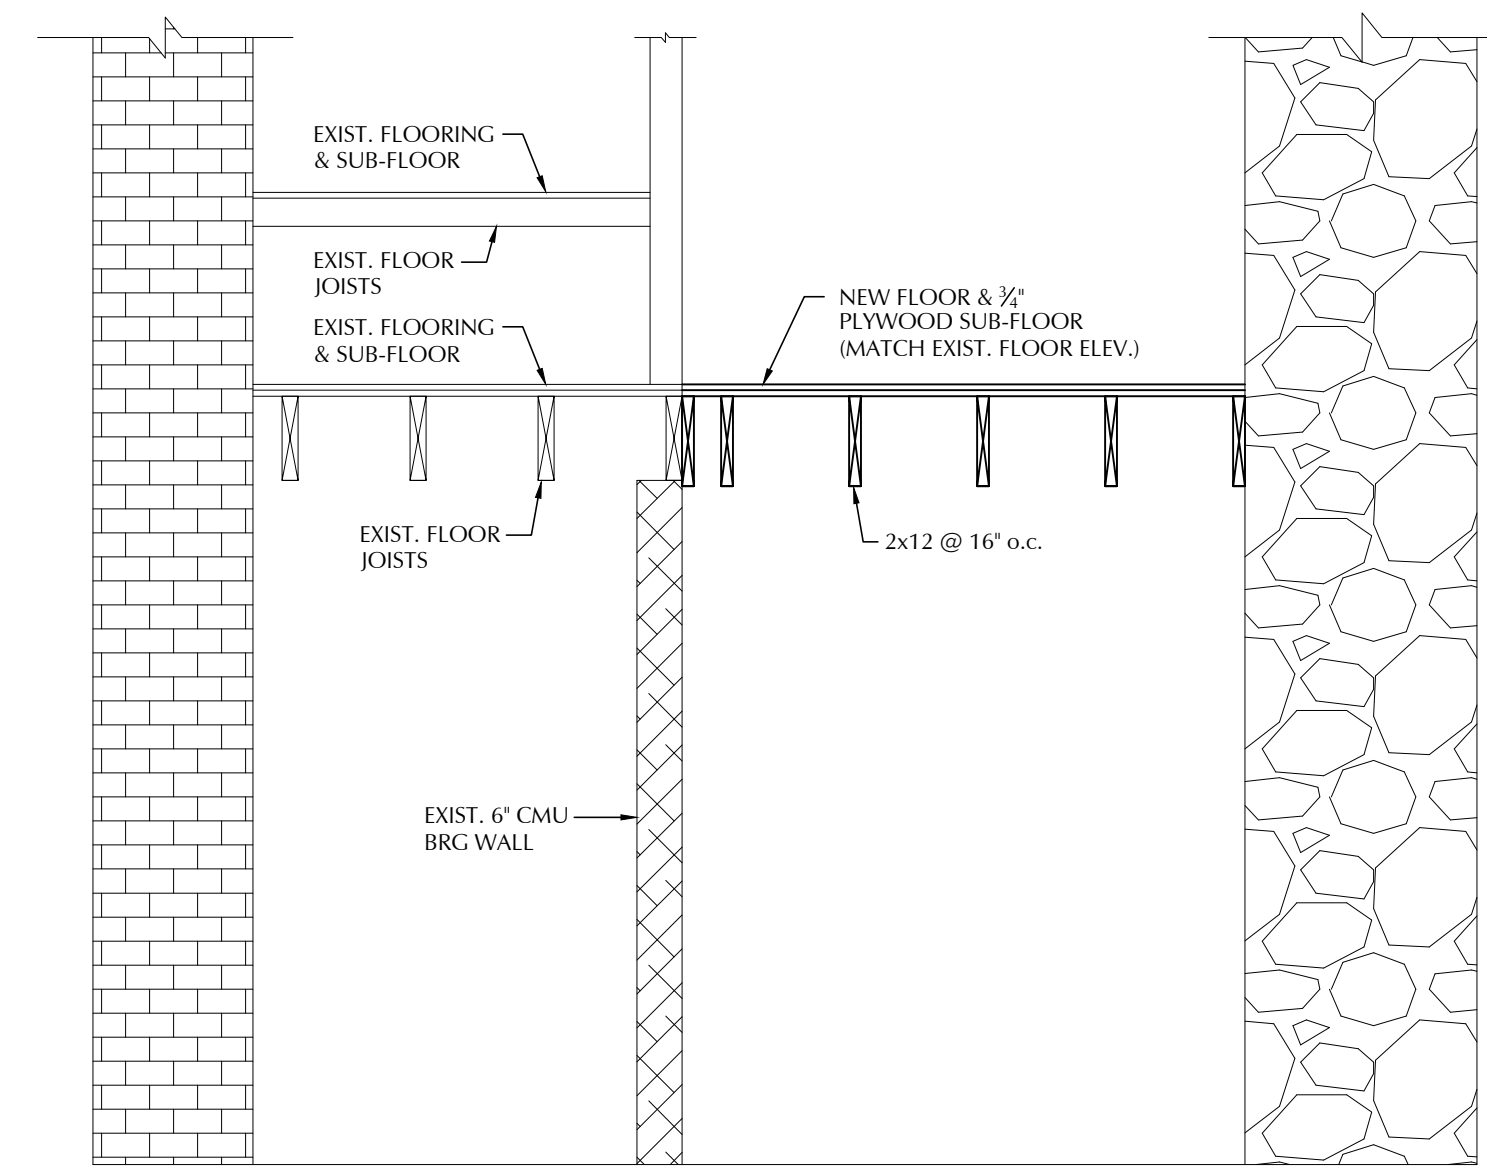 EXIST. FLOORING
& SUB-FLOOR
EXIST. FLOOR
JOISTS
EXIST. FLOORING
& SUB-FLOOR
NEW FLOOR & ¾"
PLYWOOD SUB-FLOOR
(MATCH EXIST. FLOOR ELEV.)
EXIST. FLOOR
JOISTS
2x12 @ 16" o.c.
EXIST. 6" CMU
BRG WALL